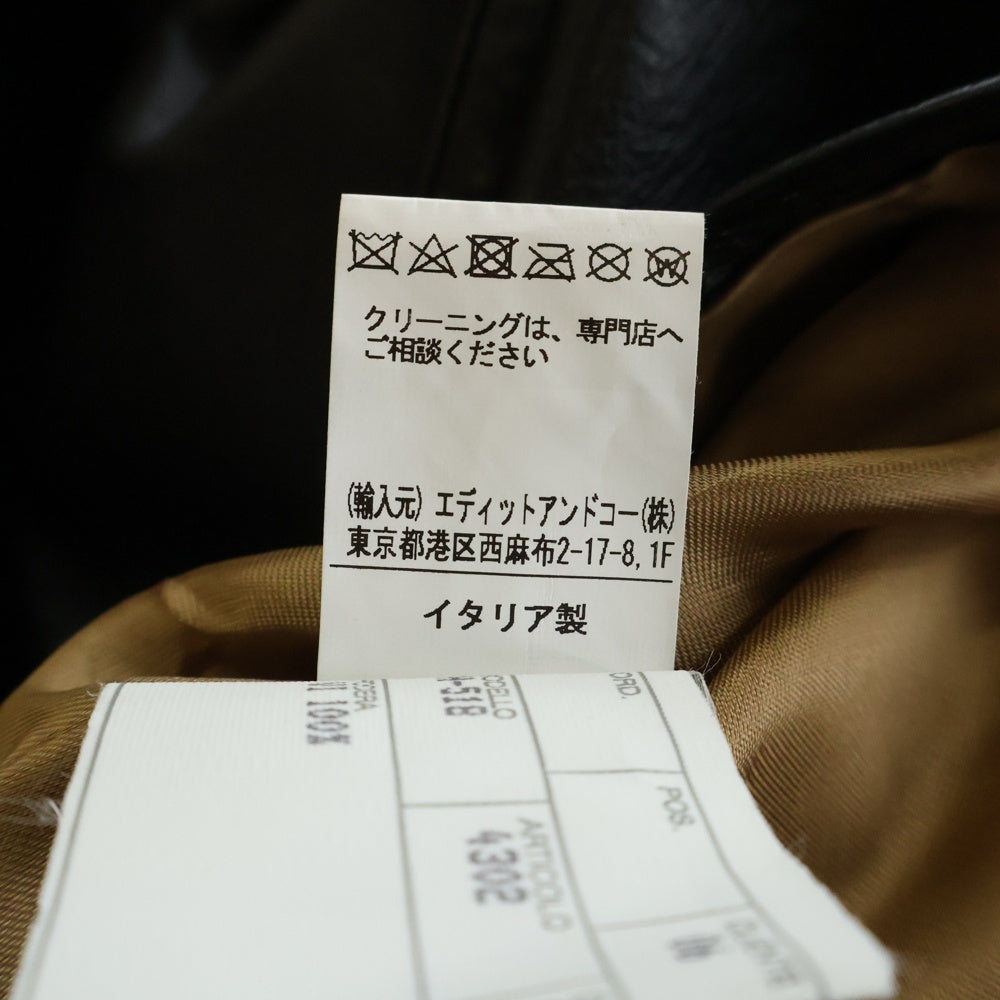 クリーニングは、専門店へ
ご相談ください
(輸入元) エディットアンドコー(株)
東京都港区西麻布2-17-8, 1F
イタリア製
100%
ARTICOLO
4302
POS.
CLIENTE